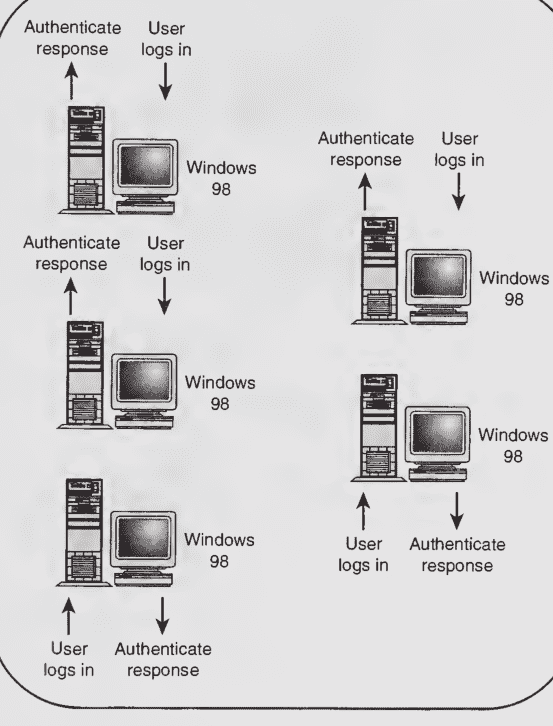 Authenticate
response
User
logs in
Windows
98
Authenticate
response
User
logs in
Windows
98
Windows
98
User
logs in
Authenticate
response
Authenticate
response
User
logs in
Windows
98
Windows
98
User
logs in
Authenticate
response